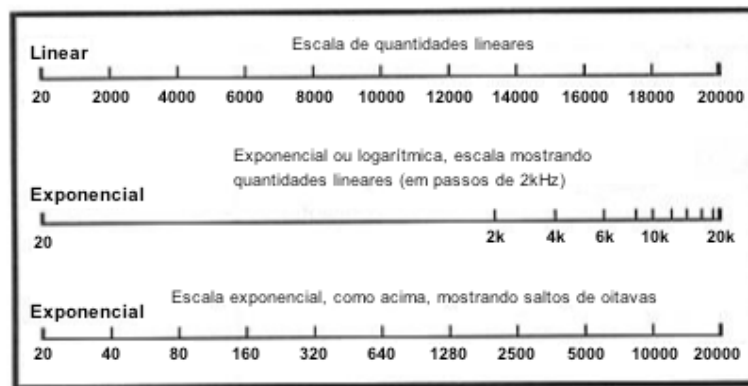 Linear
Escala de quantidades lineares
20 2000 4000 6000 8000 10000 12000 14000 16000 18000 20000
Exponencial ou logarítmica, escala mostrando
quantidades lineares (em passos de 2kHz)
Exponencial
20 2k 4k 6k 10k 20k
Escala exponencial, como acima, mostrando saltos de oitavas
Exponencial
20 40 80 160 320 640 1280 2500 5000 10000 20000